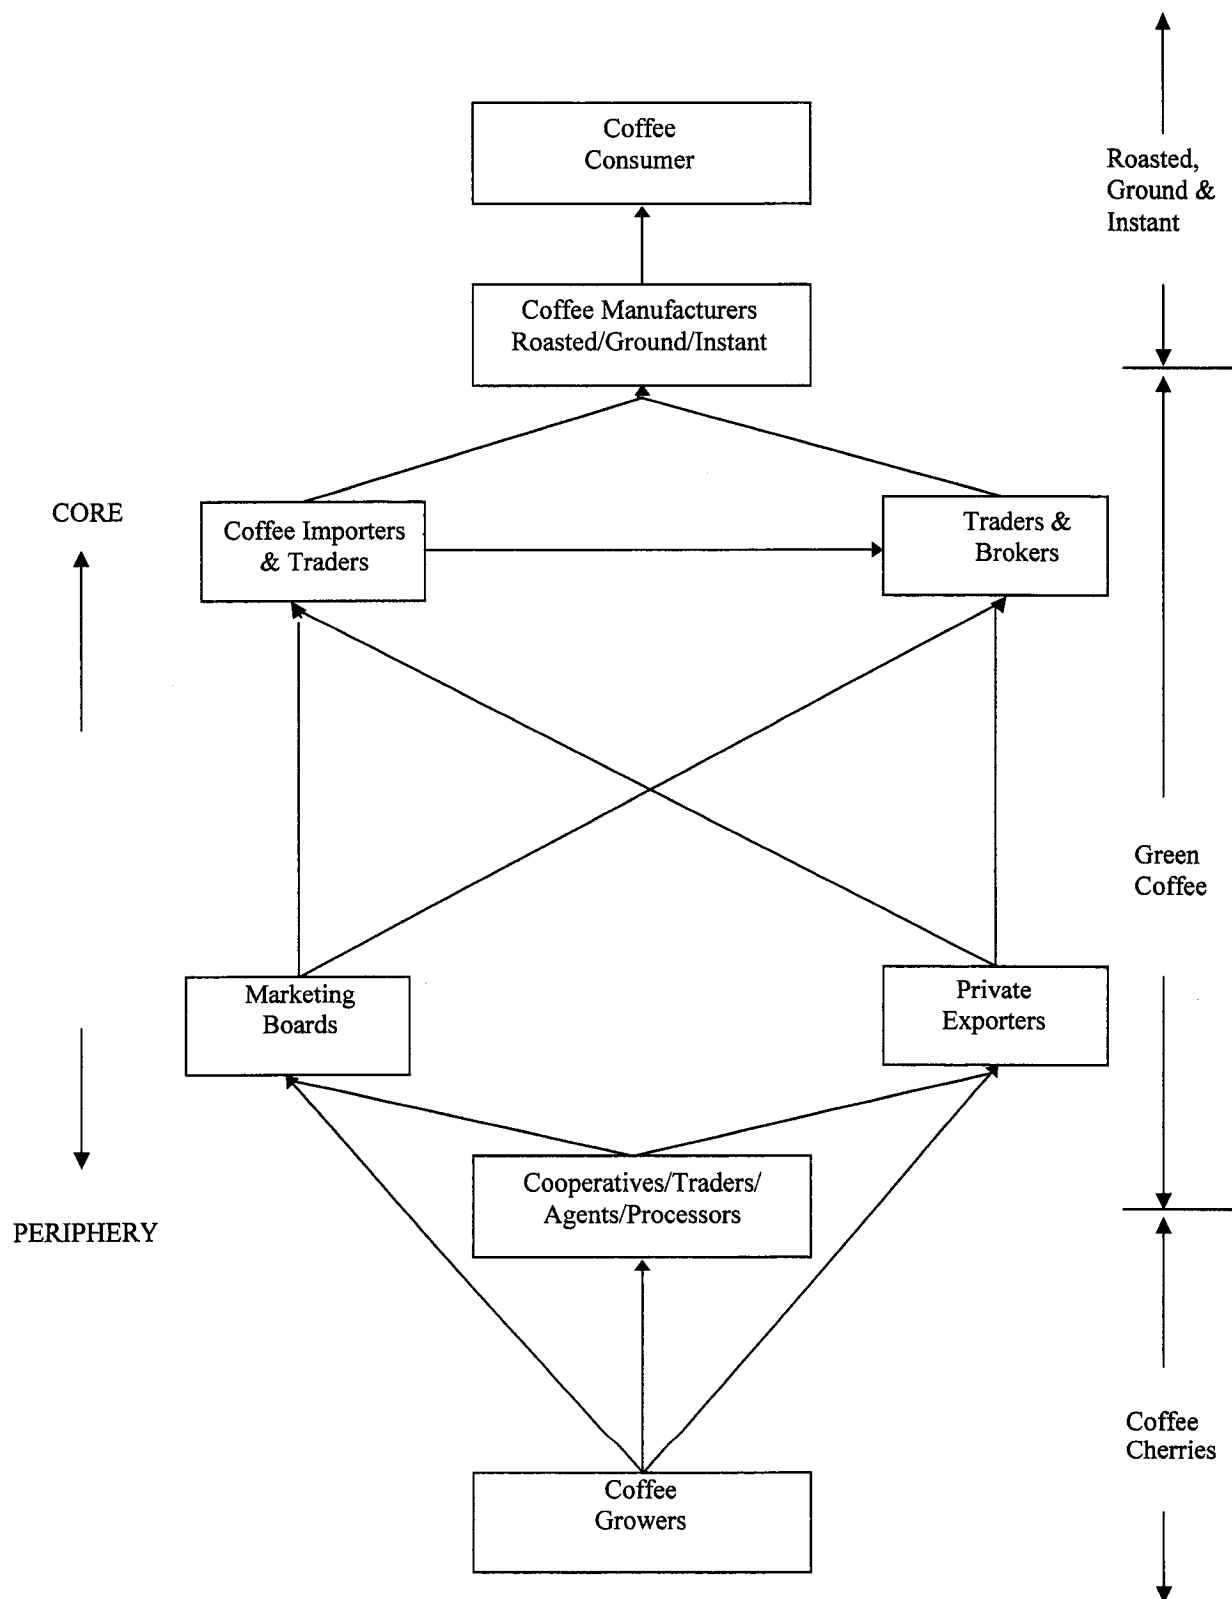 Coffee
Consumer
Roasted,
Ground &
Instant
Coffee Manufacturers
Roasted/Ground/Instant
CORE
Coffee Importers
& Traders
Traders &
Brokers
Green
Coffee
Marketing
Boards
Private
Exporters
Cooperatives/Traders/
Agents/Processors
PERIPHERY
Coffee
Cherries
Coffee
Growers